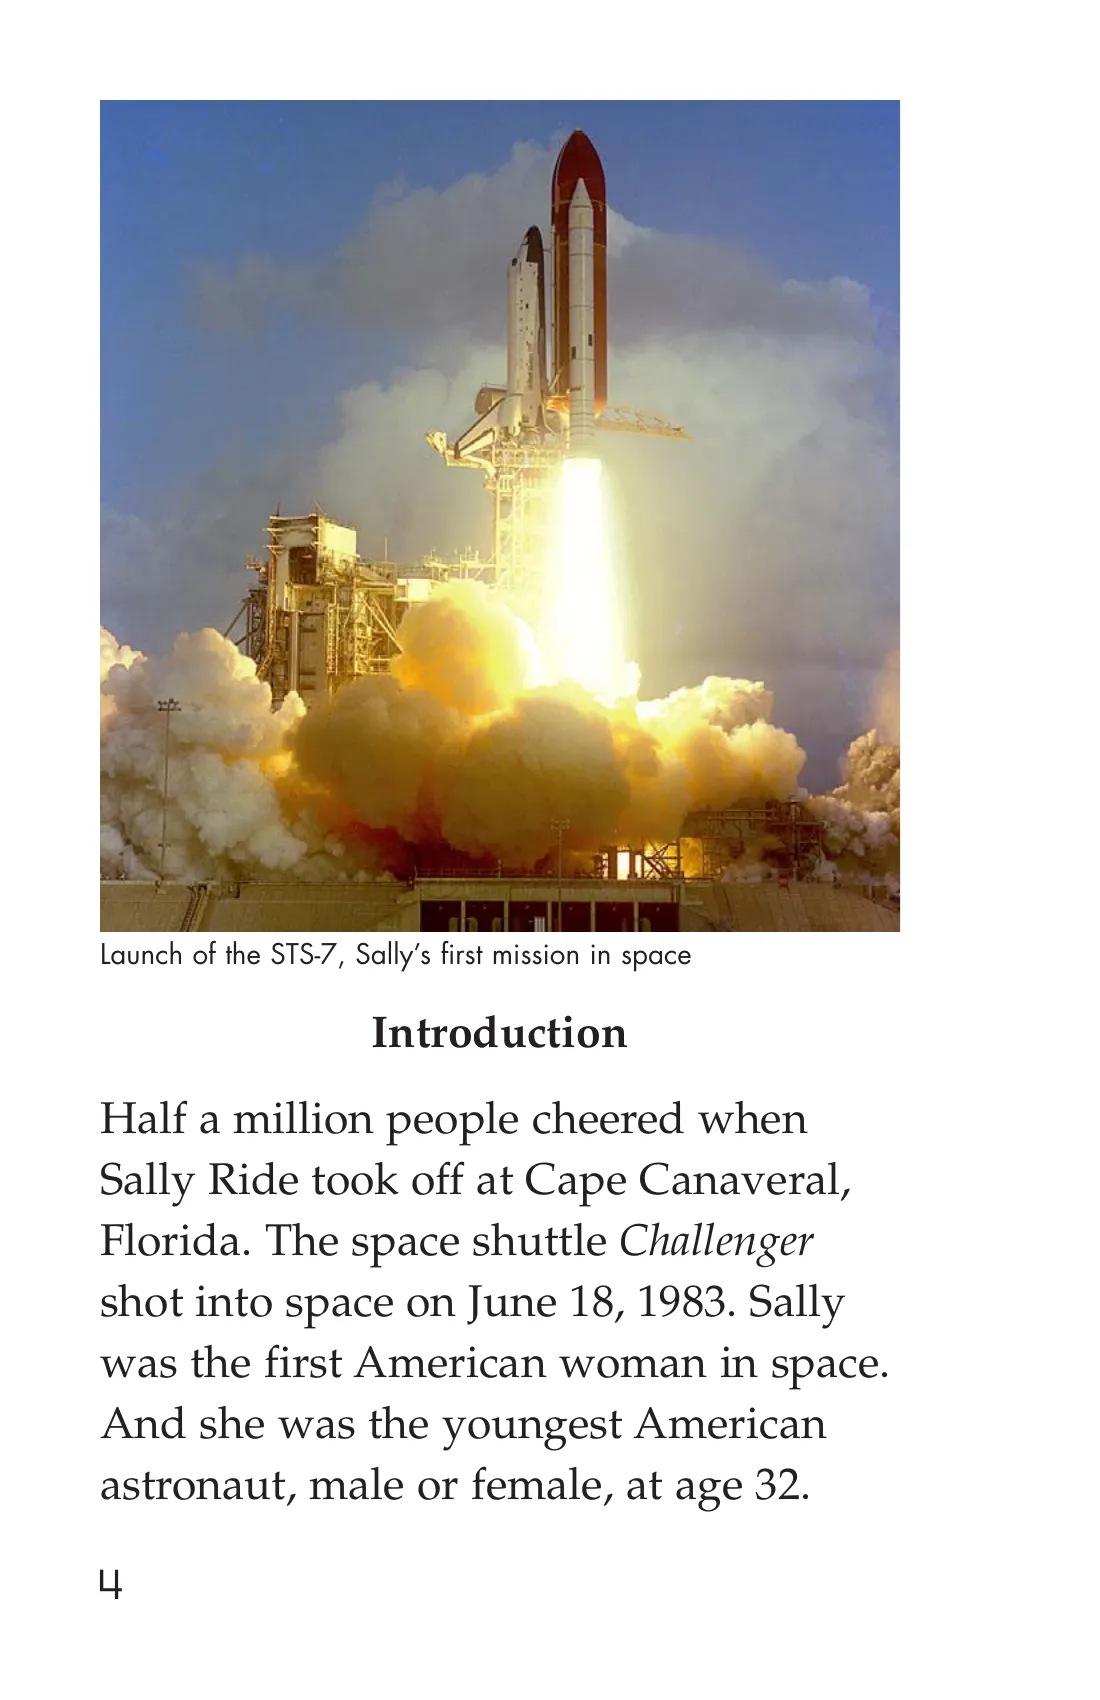 Launch of the STS-7, Sally’s first mission in space
Introduction
Half a million people cheered when
Sally Ride took off at Cape Canaveral,
Florida. The space shuttle Challenger
shot into space on June 18, 1983. Sally
was the first American woman in space.
And she was the youngest American
astronaut, male or female, at age 32.
4